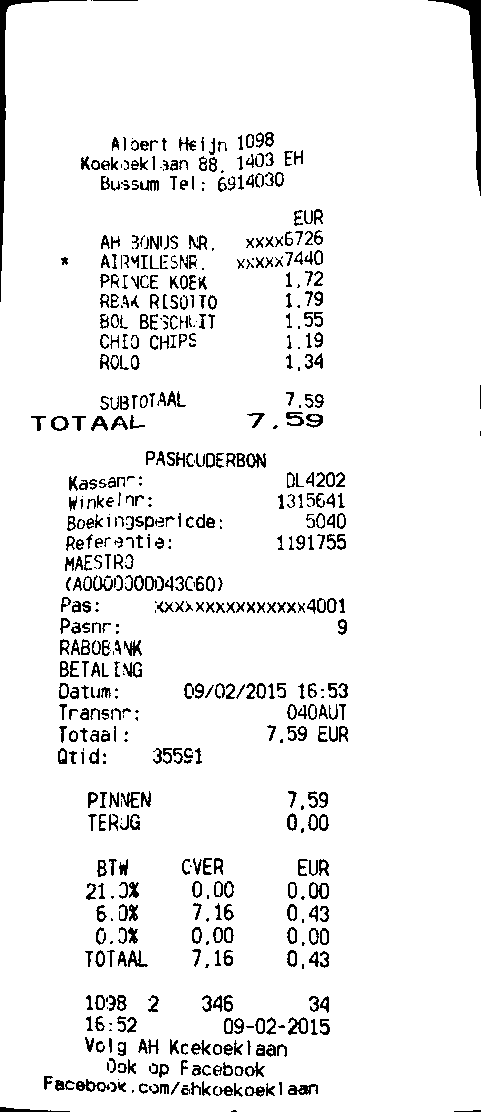 Albert Heijn 1098
Koekoeklaan 88, 1403 EH
Bussum Tel: 6914030
EUR
AH BONUS NR. xxxx6726
* AIRMILESNR. xxxxx7440
PRINCE KOEK 1,72
REAK RISOTTO 1.79
BOL BESCHUIT 1,55
CHIO CHIPS 1.19
ROLO 1,34
SUBTOTAAL 7,59
TOTAAL 7,59
PASHOUDERBON
Kassanr: DL4202
Winkelnr: 1315641
Boekingsperiode: 5040
Referentie: 1191755
MAESTRO
(A0000000043060)
Pas: xxxxxxxxxxxxxxx4001
Pasnr: 9
RABOBANK
BETALING
Datum: 09/02/2015 16:53
Transnr: 040AUT
Totaal: 7,59 EUR
Qtid: 35591
PINNEN 7,59
TERUG 0,00
BTW OVER EUR
21.0% 0,00 0,00
6.0% 7,16 0,43
0.0% 0,00 0,00
TOTAAL 7,16 0,43
1098 2 346 34
16:52 09-02-2015
Volg AH Koekoeklaan
Ook op Facebook
Facebook.com/ahkoekoeklaan